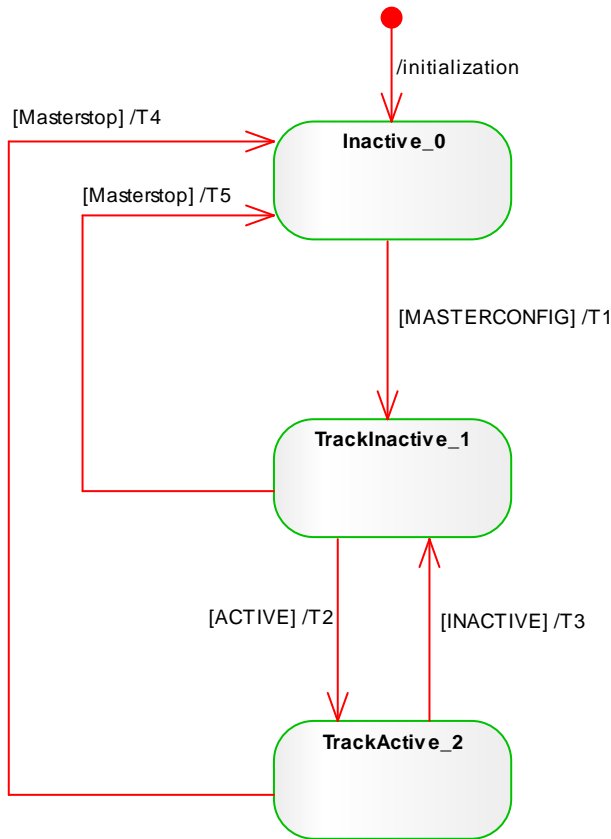 /initialization
[Masterstop] /T4
Inactive_0
[Masterstop] /T5
[MASTERCONFIG] /T1
TrackInactive_1
[ACTIVE] /T2
[INACTIVE] /T3
TrackActive_2